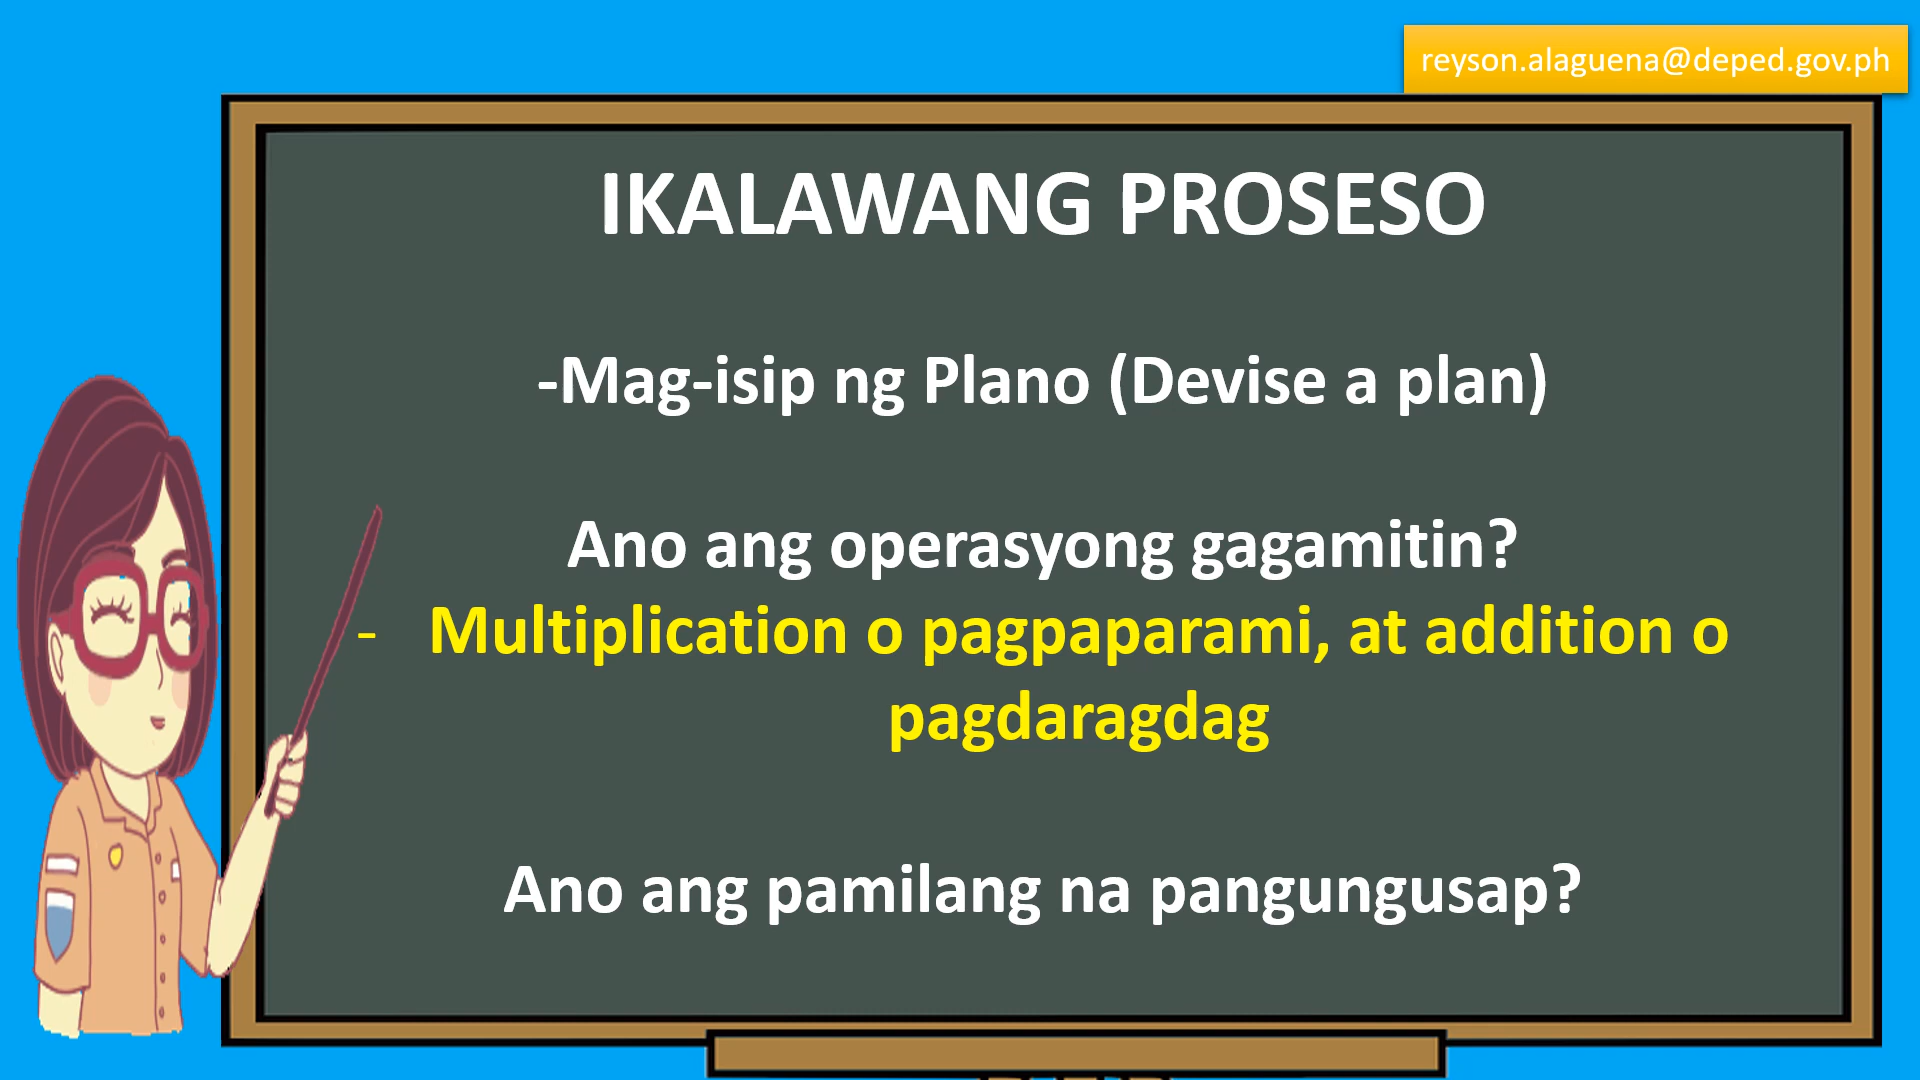 reyson.alaguena@deped.gov.ph
IKALAWANG PROSESO
-Mag-isip ng Plano (Devise a plan)
Ano ang operasyong gagamitin?
- Multiplication o pagpaparami, at addition o
pagdaragdag
Ano ang pamilang na pangungusap?